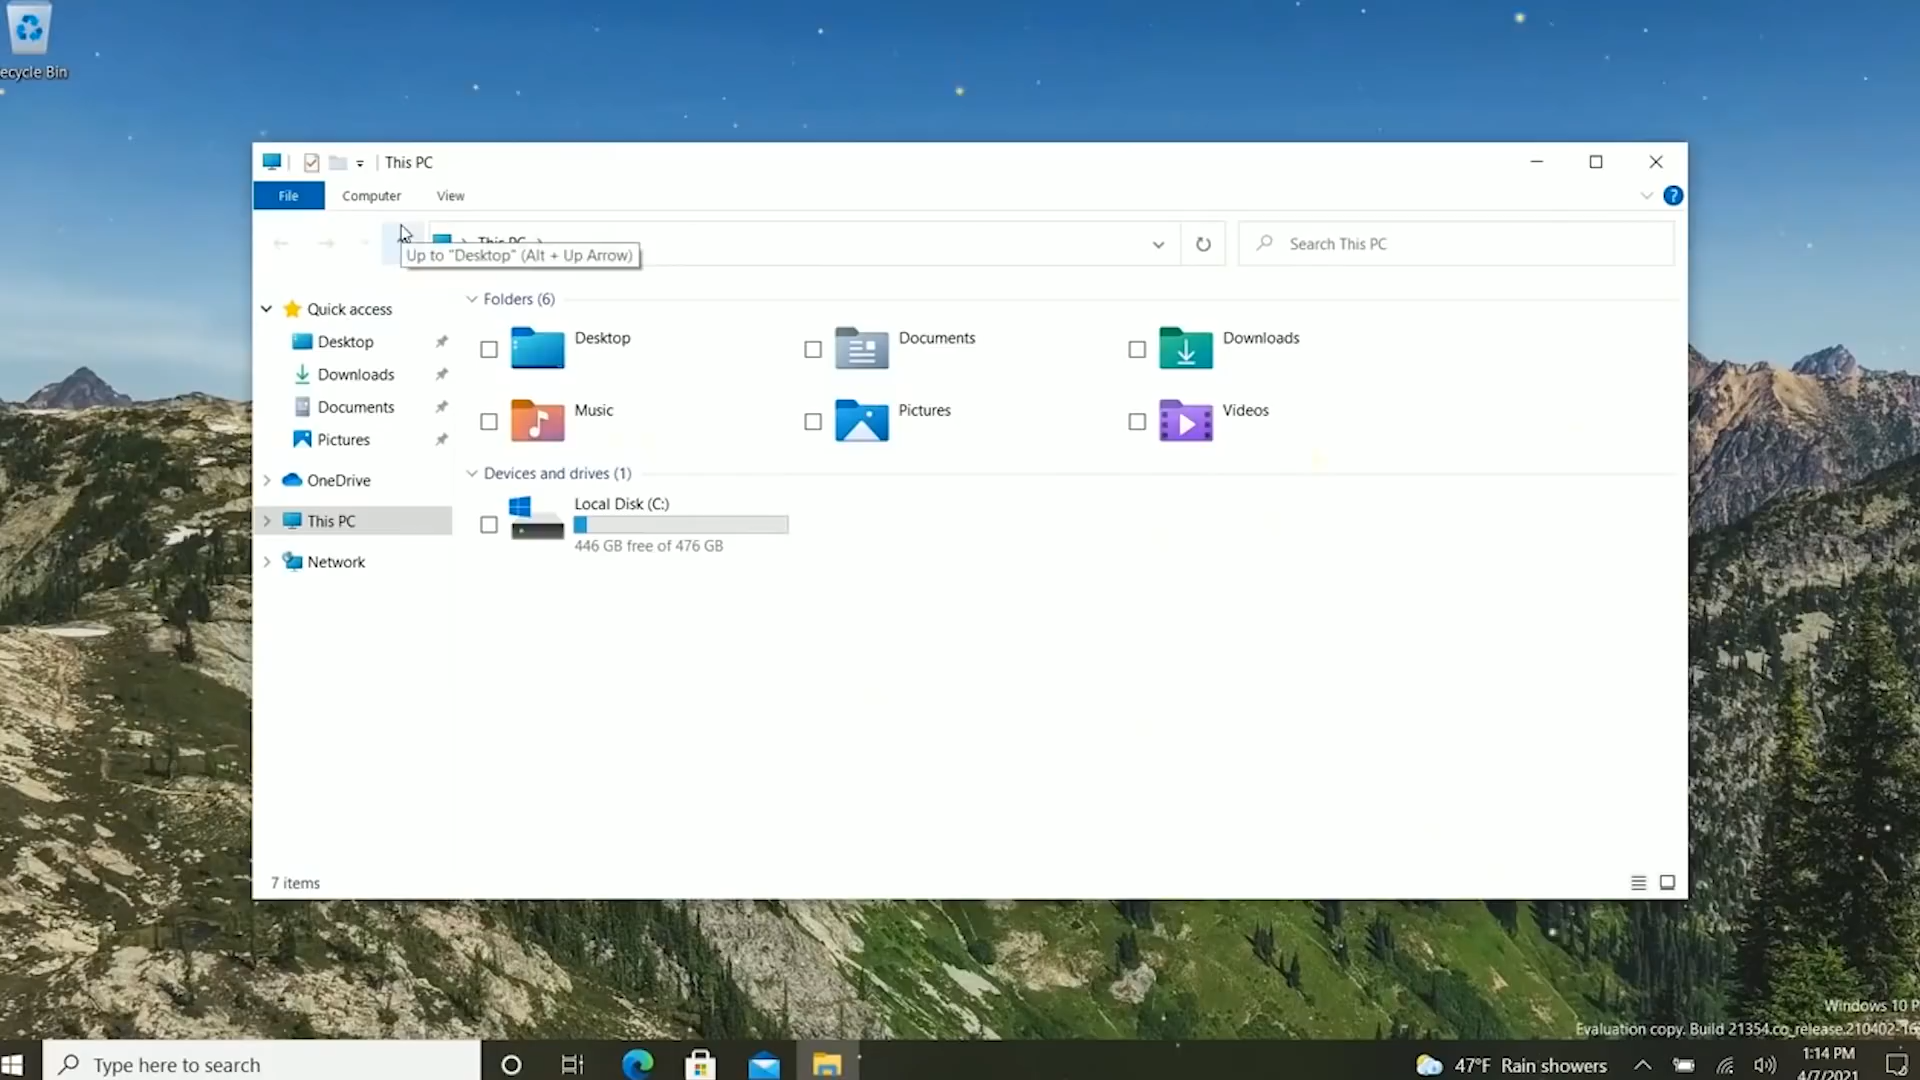 ecycle Bin
This PC
File
Computer
View
This PC
Up to "Desktop" (Alt + Up Arrow)
Search This PC
Quick access
Desktop
Downloads
Documents
Pictures
OneDrive
This PC
Network
Folders (6)
Desktop
Documents
Downloads
Music
Pictures
Videos
Devices and drives (1)
Local Disk (C:)
446 GB free of 476 GB
7 items
Windows 10 P
Evaluation copy. Build 21354.co_release.210402-16
Type here to search
47°F Rain showers
1:14 PM
4/7/2021